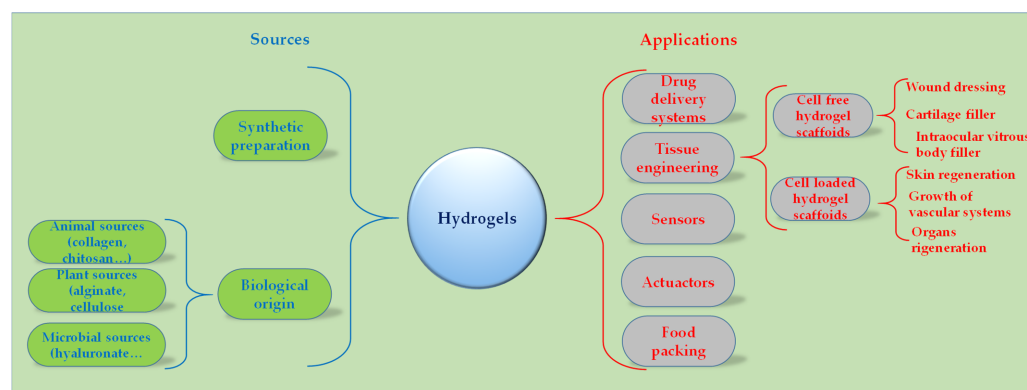 Sources
Synthetic
preparation
Animal sources
(collagen,
chitosan...)
Plant sources
(alginate,
cellulose
Microbial sources
(hyaluronate...
Biological
origin
Hydrogels
Applications
Drug
delivery
systems
Tissue
engineering
Sensors
Actuactors
Food
packing
Cell free
hydrogel
scaffoids
Cell loaded
hydrogel
scaffoids
Wound dressing
Cartilage filler
Intraocular vitrous
body filler
Skin regeneration
Growth of
vascular systems
Organs
rigeneration